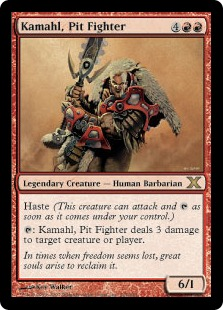 Kamahl, Pit Fighter 4
Legendary Creature — Human Barbarian X
Haste (This creature can attack and as
soon as it comes under your control.)
: Kamahl, Pit Fighter deals 3 damage
to target creature or player.
In times when freedom seems lost, great
souls arise to reclaim it.
Kev Walker
6/1